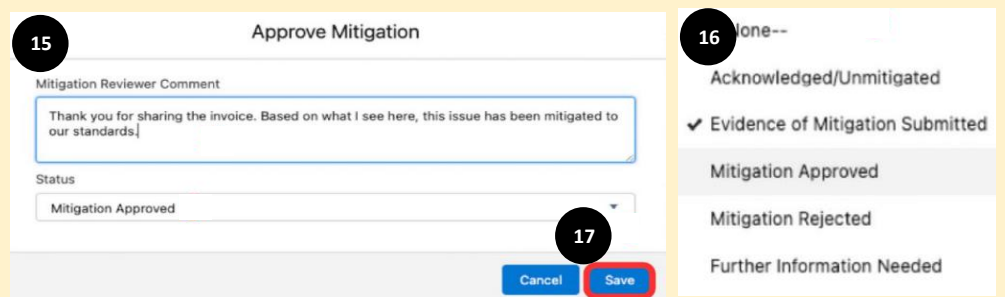 15
Approve Mitigation
Mitigation Reviewer Comment
Thank you for sharing the invoice. Based on what I see here, this issue has been mitigated to
our standards.
Status
Mitigation Approved
17
Cancel
Save
16
one--
Acknowledged/Unmitigated
✔ Evidence of Mitigation Submitted
Mitigation Approved
Mitigation Rejected
Further Information Needed